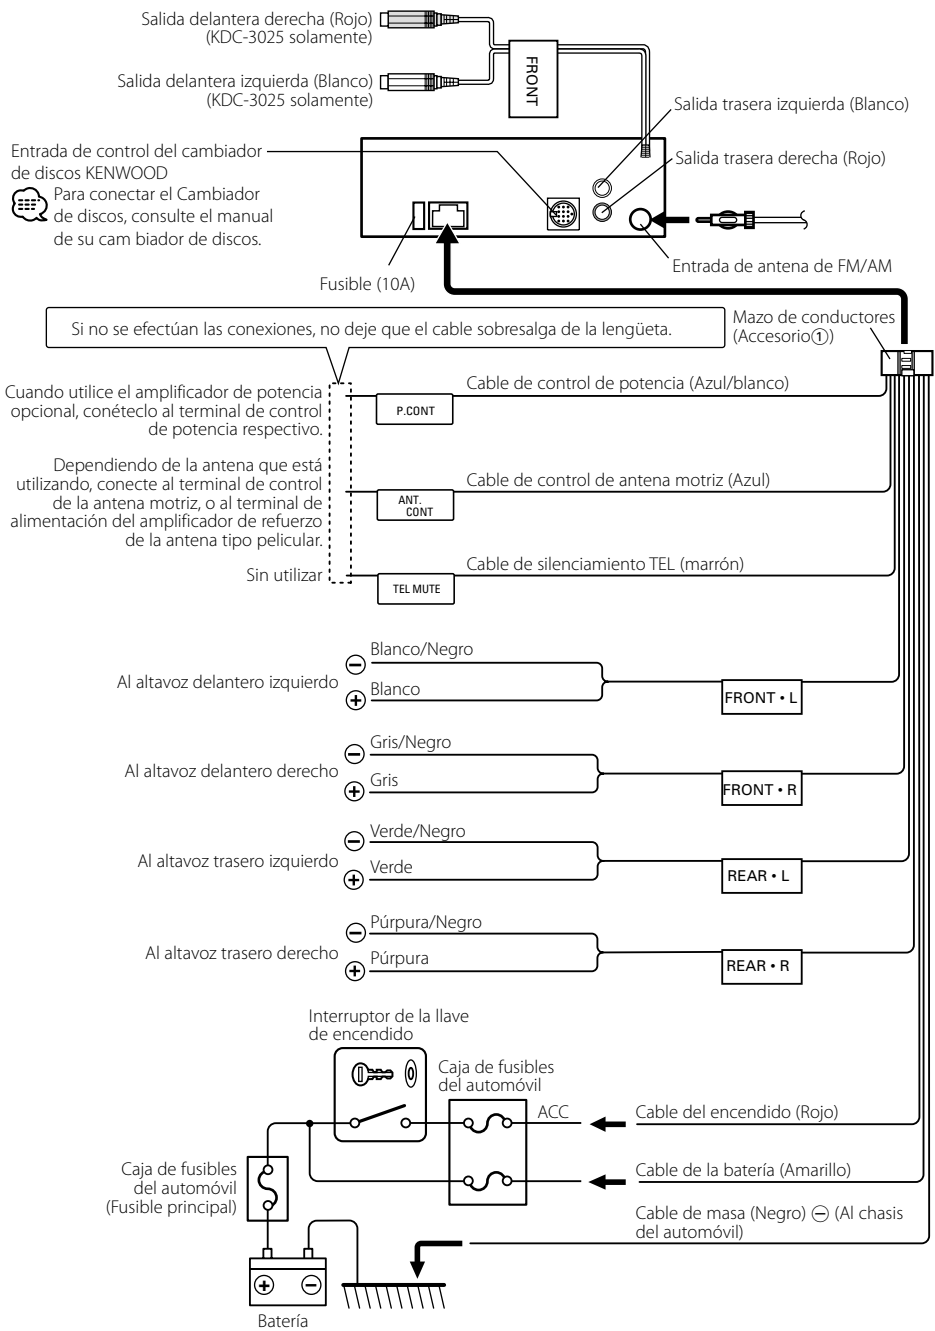 Salida delantera derecha (Rojo)
(KDC-3025 solamente)
Salida delantera izquierda (Blanco)
(KDC-3025 solamente)
FRONT
Salida trasera izquierda (Blanco)
Salida trasera derecha (Rojo)
Entrada de control del cambiador
de discos KENWOOD
Para conectar el Cambiador
de discos, consulte el manual
de su cam biador de discos.
Fusible (10A)
Entrada de antena de FM/AM
Si no se efectúan las conexiones, no deje que el cable sobresalga de la lengüeta.
Mazo de conductores
(Accesorio①)
Cuando utilice el amplificador de potencia
opcional, conéteclo al terminal de control
de potencia respectivo.
Cable de control de potencia (Azul/blanco)
P.CONT
Dependiendo de la antena que está
utilizando, conecte al terminal de control
de la antena motriz, o al terminal de
alimentación del amplificador de refuerzo
de la antena tipo pelicular.
Cable de control de antena motriz (Azul)
ANT.
CONT
Sin utilizar
Cable de silenciamiento TEL (marrón)
TEL MUTE
Al altavoz delantero izquierdo
⊖ Blanco/Negro
⊕ Blanco
FRONT • L
Al altavoz delantero derecho
⊖ Gris/Negro
⊕ Gris
FRONT • R
Al altavoz trasero izquierdo
⊖ Verde/Negro
⊕ Verde
REAR • L
Al altavoz trasero derecho
⊖ Púrpura/Negro
⊕ Púrpura
REAR • R
Interruptor de la llave
de encendido
Caja de fusibles
del automóvil
ACC
Cable del encendido (Rojo)
Cable de la batería (Amarillo)
Caja de fusibles
del automóvil
(Fusible principal)
Cable de masa (Negro) ⊖ (Al chasis
del automóvil)
⊕ ⊖
Batería